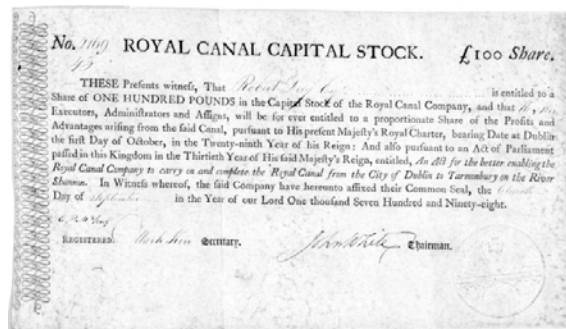 No. 2169 ROYAL CANAL CAPITAL STOCK. £100 Share.
THESE Presents witness, That Robert is entitled to a
Share of ONE HUNDRED POUNDS in the Capital Stock of the Royal Canal Company, and that
Executors, Administrators and Assigns, will be for ever entitled to a proportionate Share of the Profits and
Advantages arising from the said Canal, pursuant to His present Majesty's Royal Charter, bearing Date at Dublin
the first Day of October, in the Twenty-ninth Year of his Reign: And also pursuant to an Act of Parliament
passed in this Kingdom in the Thirtieth Year of His said Majesty's Reign, entitled, An Act for the better enabling the
Royal Canal Company to carry on and complete the Royal Canal from the City of Dublin to Tarmonbury on the River
Shannon. In Witness whereof, the said Company have hereunto affixed their Common Seal, the Eleventh
Day of September in the Year of our Lord One thousand Seven Hundred and Ninety-eight.
REGISTERED. Secretary. John White Chairman.